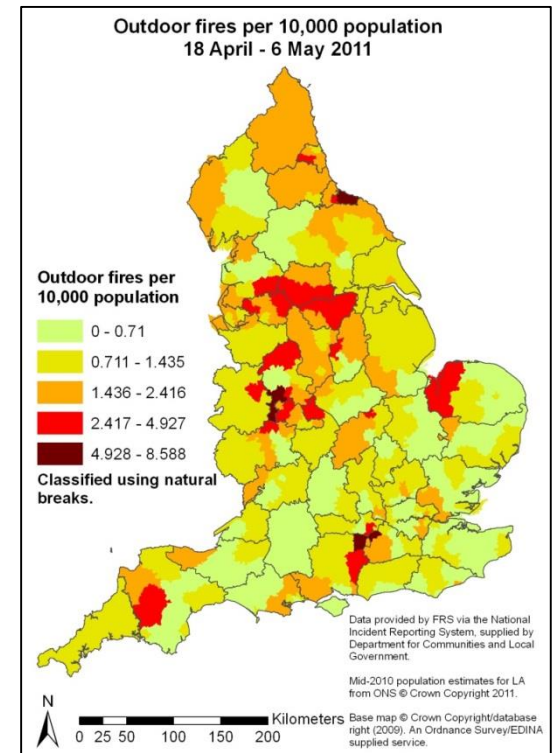 Outdoor fires per 10,000 population
18 April - 6 May 2011
Outdoor fires per
10,000 population
0 - 0.71
0.711 - 1.435
1.436 - 2.416
2.417 - 4.927
4.928 - 8.588
Classified using natural
breaks.
Data provided by FRS via the National
Incident Reporting System, supplied by
Department for Communities and Local
Government.
Mid-2010 population estimates for LA
from ONS © Crown Copyright 2011.
Base map © Crown Copyright/database
right (2009). An Ordnance Survey/EDINA
supplied service.
N
Kilometers
0 25 50 100 150 200